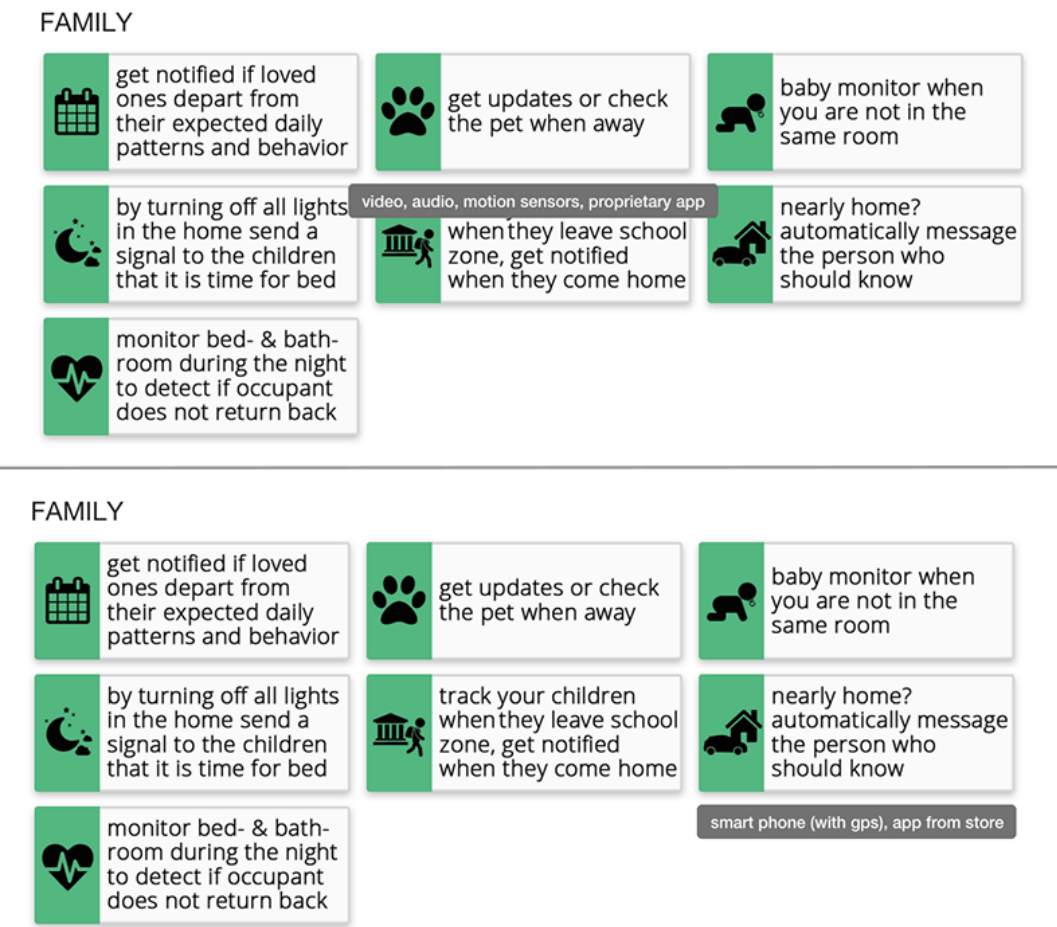 FAMILY
get notified if loved
ones depart from
their expected daily
patterns and behavior
get updates or check
the pet when away
baby monitor when
you are not in the
same room
by turning off all lights
in the home send a
signal to the children
that it is time for bed
video, audio, motion sensors, proprietary app
when they leave school
zone, get notified
when they come home
nearly home?
automatically message
the person who
should know
monitor bed- & bath-
room during the night
to detect if occupant
does not return back
FAMILY
get notified if loved
ones depart from
their expected daily
patterns and behavior
get updates or check
the pet when away
baby monitor when
you are not in the
same room
by turning off all lights
in the home send a
signal to the children
that it is time for bed
track your children
when they leave school
zone, get notified
when they come home
nearly home?
automatically message
the person who
should know
smart phone (with gps), app from store
monitor bed- & bath-
room during the night
to detect if occupant
does not return back